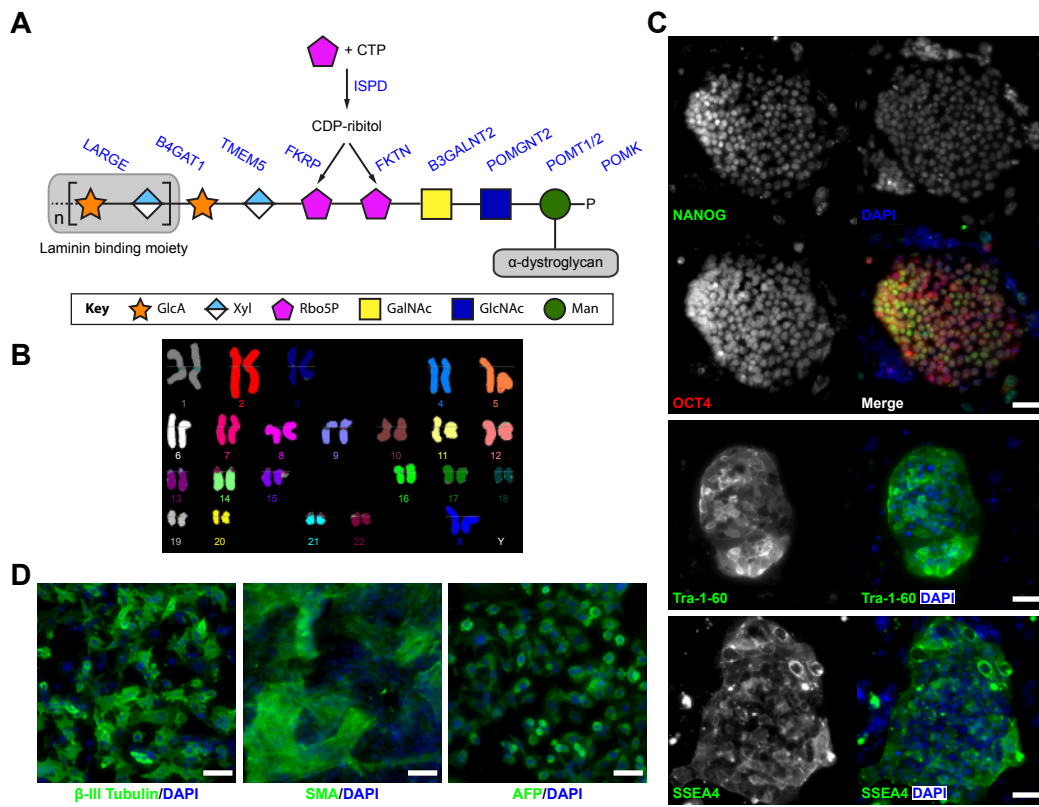 A
+ CTP
ISPD
CDP-ribitol
LARGE
B4GAT1
TMEM5
FKRP
FKTN
B3GALNT2
POMGNT2
POMT1/2
POMK
n
[ ]
P
Laminin binding moiety
α-dystroglycan
Key GlcA Xyl Rbo5P GalNAc GlcNAc Man
B
1 2 3 4 5
6 7 8 9 10 11 12
13 14 15 16 17 18
19 20 21 22 X Y
C
NANOG DAPI
OCT4 Merge
Tra-1-60 Tra-1-60 DAPI
SSEA4 SSEA4 DAPI
D
β-III Tubulin/DAPI SMA/DAPI AFP/DAPI